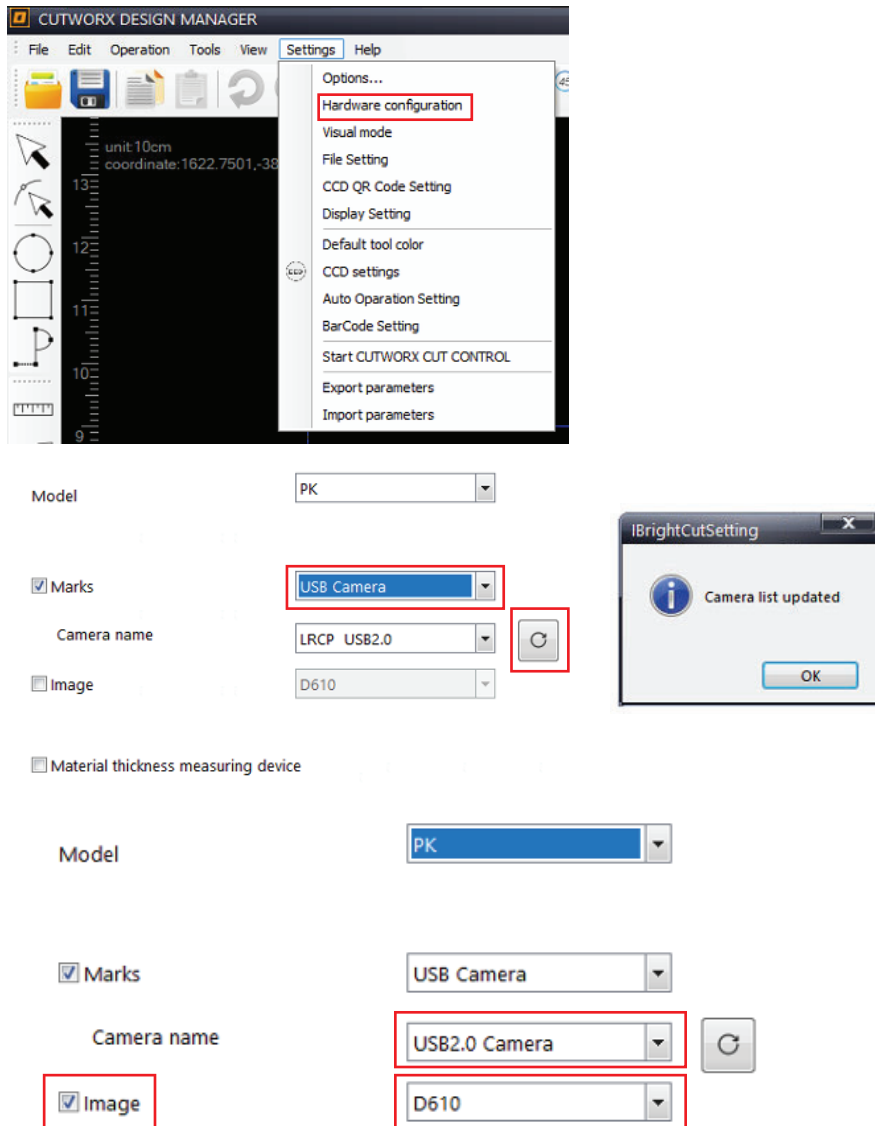 CUTWORX DESIGN MANAGER
File Edit Operation Tools View Settings Help
Options...
Hardware configuration
Visual mode
File Setting
CCD QR Code Setting
Display Setting
Default tool color
CCD settings
Auto Opration Setting
BarCode Setting
Start CUTWORX CUT CONTROL
Export parameters
Import parameters
unit:10cm
coordinate:1622.7501,-38
13
12
11
10
9
Model PK
Marks USB Camera
Camera name LRCP USB2.0
Image D610
Material thickness measuring device
IBrightCutSetting
Camera list updated
OK
Model PK
Marks USB Camera
Camera name USB2.0 Camera
Image D610